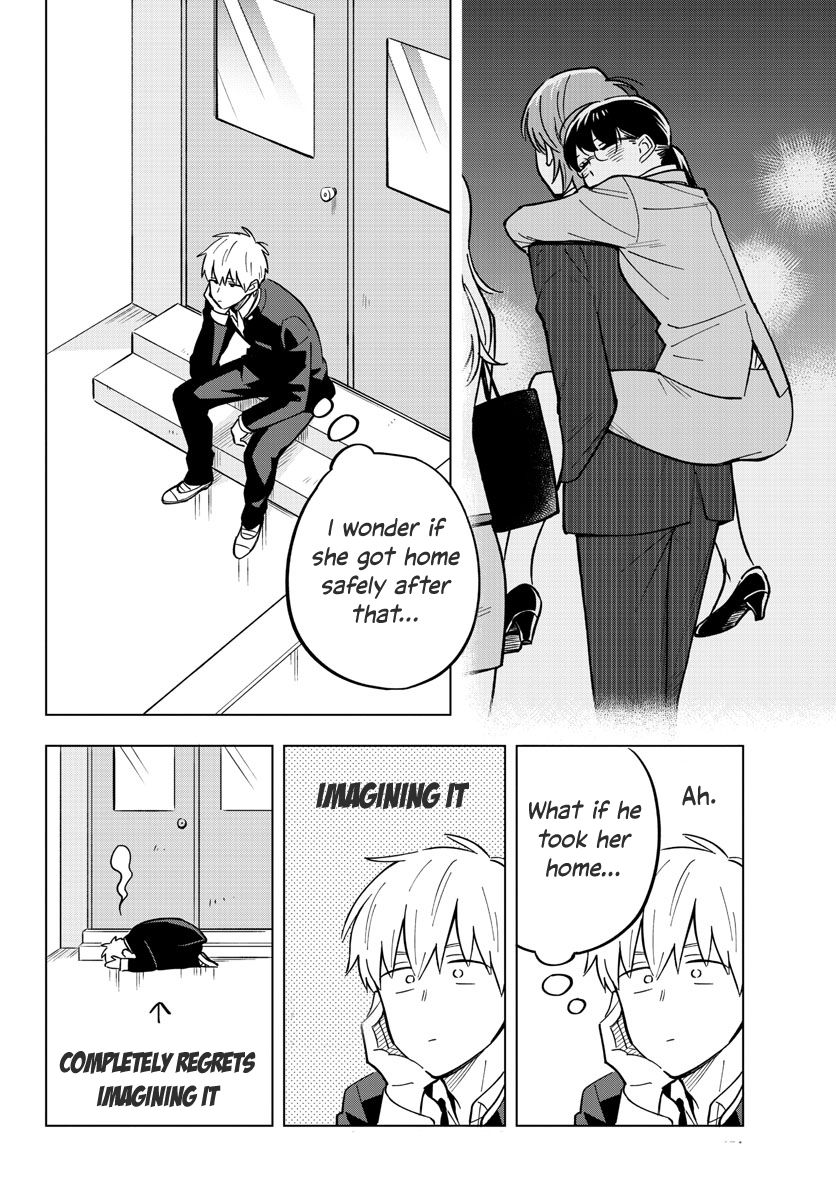 I wonder if
she got home
safely after
that...
Ah.
What if he
took her
home...
IMAGINING IT
COMPLETELY REGRETS
IMAGINING IT